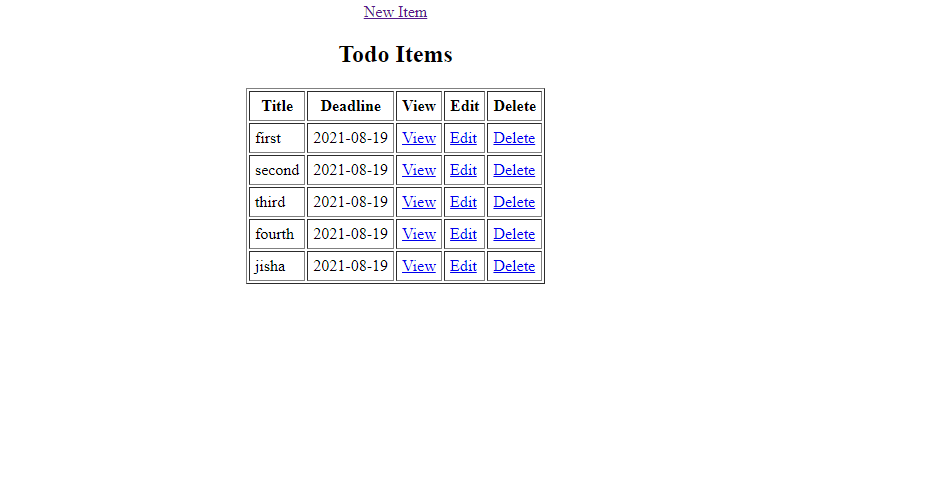 New Item
Todo Items
Title Deadline View Edit Delete
first 2021-08-19 View Edit Delete
second 2021-08-19 View Edit Delete
third 2021-08-19 View Edit Delete
fourth 2021-08-19 View Edit Delete
jisha 2021-08-19 View Edit Delete